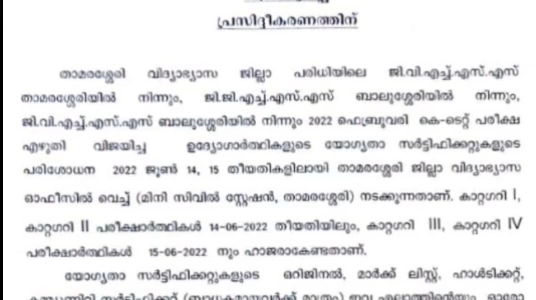 പ്രസിദ്ധീകരണത്തിന്
താമരശ്ശേരി വിദ്യാഭ്യാസ ജില്ലാ പരിധിയിലെ ജി.വി.എച്ച്.എസ്.എസ്
താമരശ്ശേരിയിൽ നിന്നും, ജി.ജി.എച്ച്.എസ്.എസ് ബാലുശ്ശേരിയിൽ നിന്നും,
ജി.വി.എച്ച്.എസ്.എസ് ബാലുശ്ശേരിയിൽ നിന്നും 2022 ഫെബ്രുവരി കെ-ടെറ്റ് പരീക്ഷ
എഴുതി വിജയിച്ച ഉദ്യോഗാർത്ഥികളുടെ യോഗ്യതാ സർട്ടിഫിക്കറ്റുകളുടെ
പരിശോധന 2022 ജൂൺ 14, 15 തീയതികളിലായി താമരശ്ശേരി ജില്ലാ വിദ്യാഭ്യാസ
ഓഫീസിൽ വെച്ച് (മിനി സിവിൽ സ്റ്റേഷൻ, താമരശ്ശേരി) നടക്കുന്നതാണ്. കാറ്റഗറി I,
കാറ്റഗറി II പരീക്ഷാർത്ഥികൾ 14-06-2022 തീയതിയിലും, കാറ്റഗറി III, കാറ്റഗറി IV
പരീക്ഷാർത്ഥികൾ 15-06-2022 നും ഹാജരാകേണ്ടതാണ്.
യോഗ്യതാ സർട്ടിഫിക്കറ്റുകളുടെ ഒറിജിനൽ, മാർക്ക് ലിസ്റ്റ്, ഹാൾടിക്കറ്റ്,